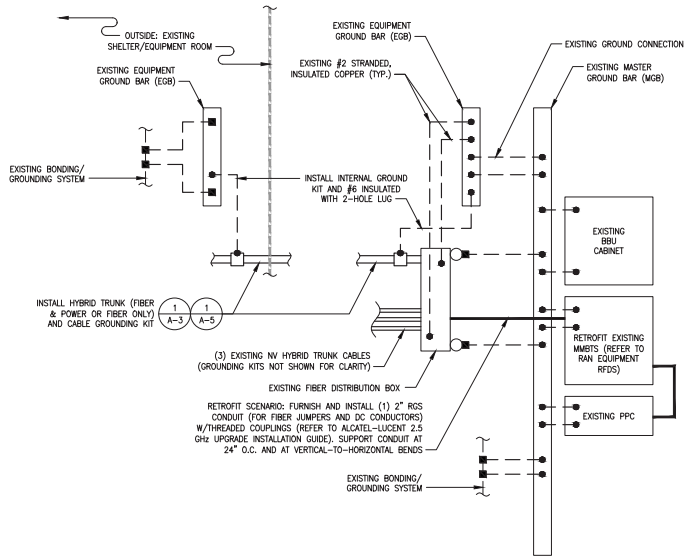 OUTSIDE: EXISTING
SHELTER/EQUIPMENT ROOM
EXISTING EQUIPMENT
GROUND BAR (EGB)
EXISTING EQUIPMENT
GROUND BAR (EGB)
EXISTING #2 STRANDED,
INSULATED COPPER (TYP.)
EXISTING GROUND CONNECTION
EXISTING MASTER
GROUND BAR (MGB)
EXISTING BONDING/
GROUNDING SYSTEM
INSTALL INTERNAL GROUND
KIT AND #6 INSULATED
WITH 2-HOLE LUG
EXISTING
BBU
CABINET
INSTALL HYBRID TRUNK (FIBER
& POWER OR FIBER ONLY)
AND CABLE GROUNDING KIT
1
A-3
1
A-5
RETROFIT EXISTING
MMBTS (REFER TO
RAN EQUIPMENT
RFDS)
(3) EXISTING NV HYBRID TRUNK CABLES
(GROUNDING KITS NOT SHOWN FOR CLARITY)
EXISTING FIBER DISTRIBUTION BOX
EXISTING PPC
RETROFIT SCENARIO: FURNISH AND INSTALL (1) 2" RGS
CONDUIT (FOR FIBER JUMPERS AND DC CONDUCTORS)
W/THREADED COUPLINGS (REFER TO ALCATEL-LUCENT 2.5
GHz UPGRADE INSTALLATION GUIDE). SUPPORT CONDUIT AT
24" O.C. AND AT VERTICAL-TO-HORIZONTAL BENDS
EXISTING BONDING/
GROUNDING SYSTEM